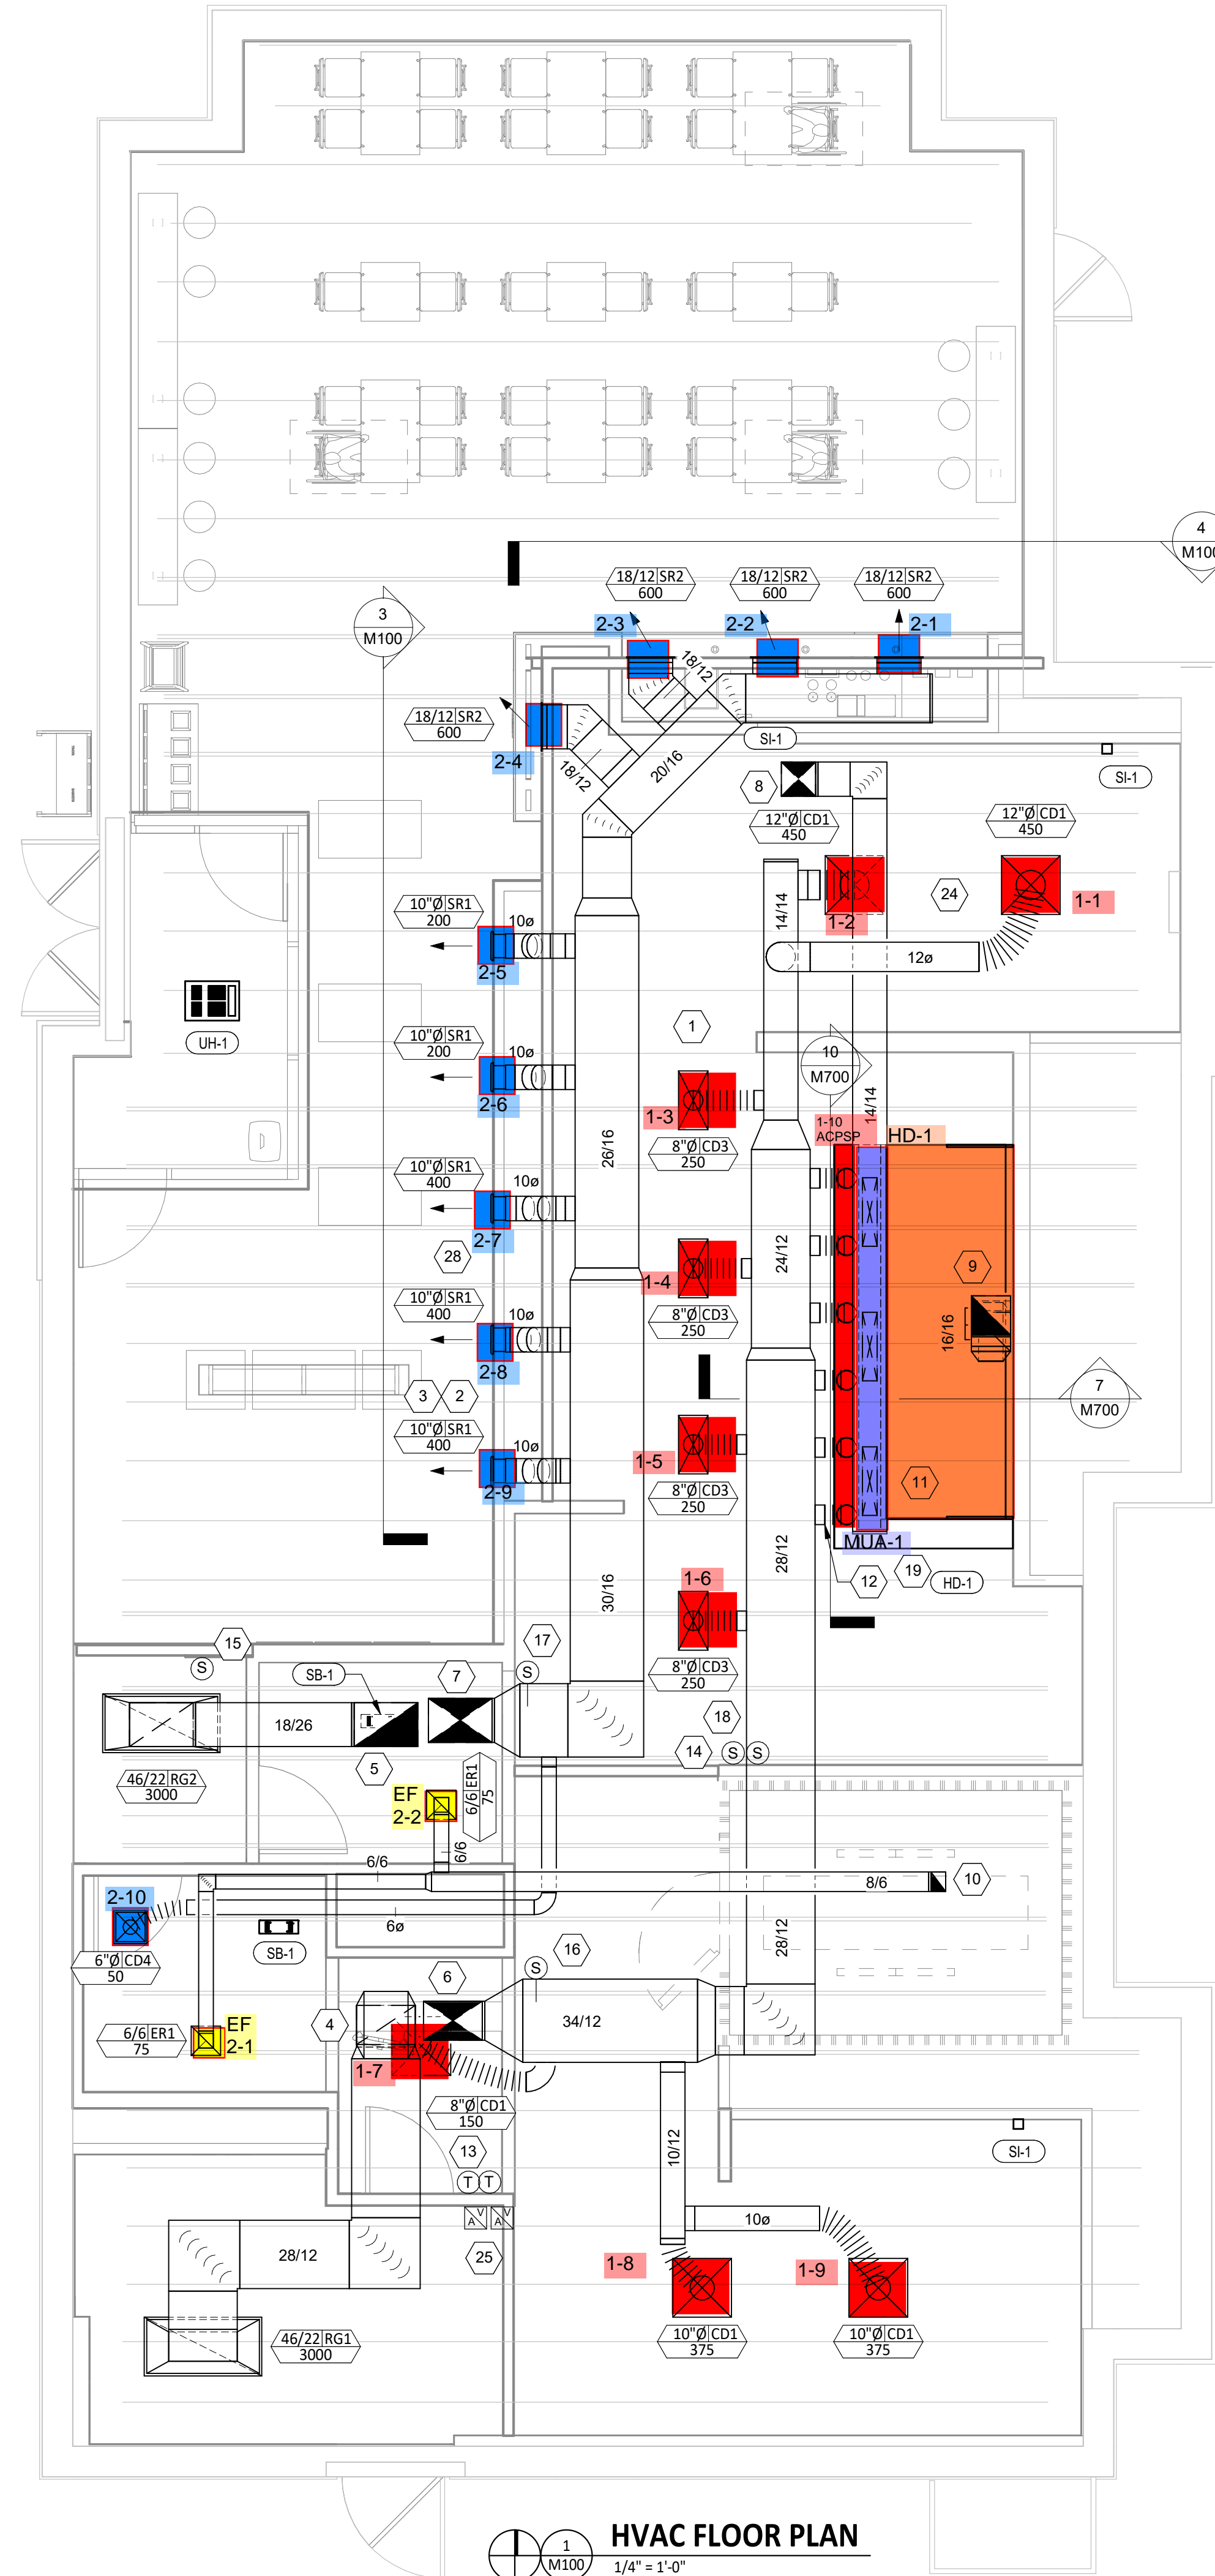 4
M100
18/12 SR2
600
18/12 SR2
600
18/12 SR2
600
3
M100
2-3
2-2
2-1
18/12
18/12 SR2
600
2-4
18/12
20/16
SI-1
SI-1
8
12"Ø CD1
450
12"Ø CD1
450
24
1-1
1-2
14/14
10"Ø SR1
200
10ø
2-5
12ø
UH-1
1
10"Ø SR1
200
10ø
2-6
10
M700
14/14
1-3
1-10
ACPSP
HD-1
8"Ø CD3
250
26/16
10"Ø SR1
400
10ø
2-7
28
24/12
1-4
9
16/16
10"Ø SR1
400
10ø
2-8
8"Ø CD3
250
3
2
7
M700
10"Ø SR1
400
10ø
2-9
1-5
11
8"Ø CD3
250
MUA-1
28/12
30/16
1-6
12
19
HD-1
15
17
S
S
SB-1
7
8"Ø CD3
250
18/26
18
5
14
S
S
46/22 RG2
3000
EF
2-2
6/6 ER1
75
6/6
6/6
8/6
10
2-10
6ø
SB-1
6"Ø CD4
50
28/12
16
S
6
34/12
4
EF
2-1
6/6 ER1
75
1-7
8"Ø CD1
150
13
10/12
SI-1
T
T
A V
A V
10ø
28/12
25
1-8
1-9
46/22 RG1
3000
10"Ø CD1
375
10"Ø CD1
375
1
M100
HVAC FLOOR PLAN
1/4" = 1'-0"